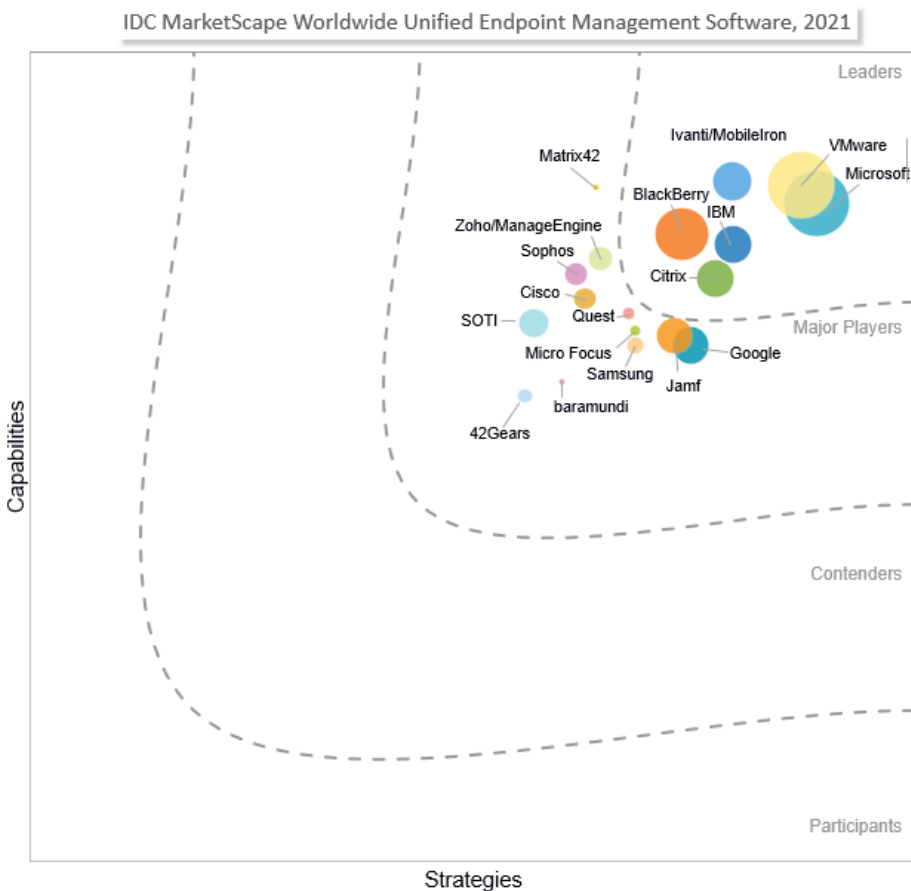 IDC MarketScape Worldwide Unified Endpoint Management Software, 2021
Leaders
Ivanti/MobileIron
VMware
Matrix42
Microsoft
BlackBerry
IBM
Zoho/ManageEngine
Sophos
Citrix
Cisco
Quest
SOTI
Major Players
Micro Focus
Google
Samsung
Jamf
baramundi
42Gears
Capabilities
Contenders
Participants
Strategies